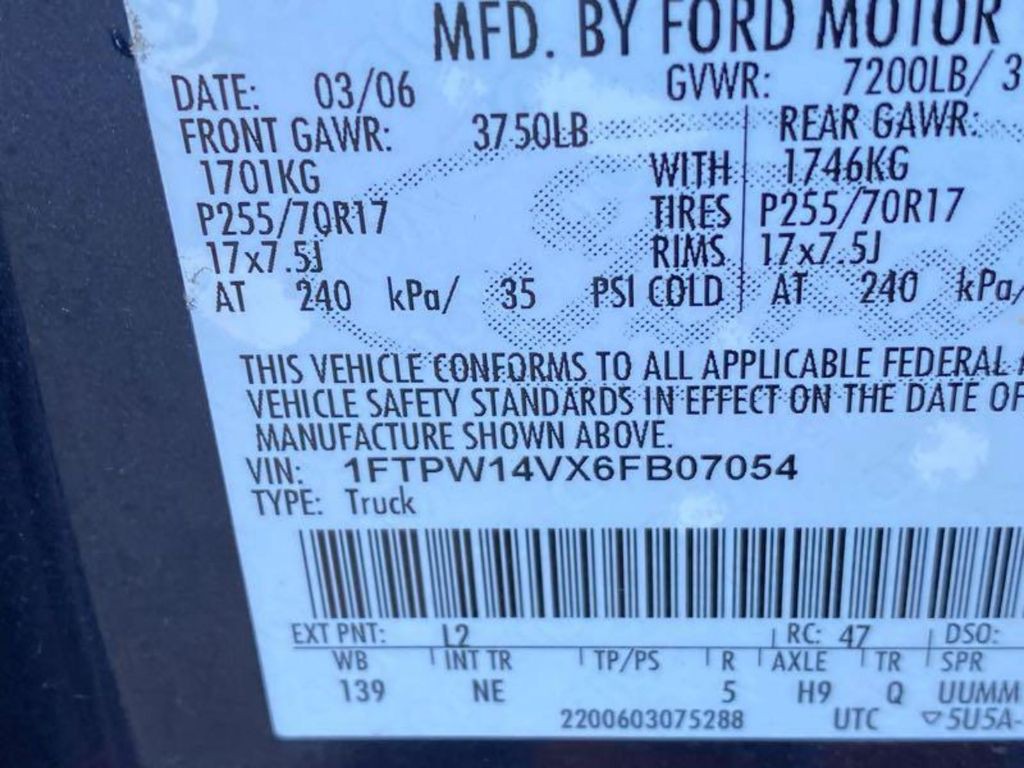 MFD. BY FORD MOTOR
DATE: 03/06 GVWR: 7200LB/ 3
FRONT GAWR: 3750LB REAR GAWR:
1701KG WITH 1746KG
P255/70R17 TIRES P255/70R17
17x7.5J RIMS 17x7.5J
AT 240 kPa/ 35 PSI COLD AT 240 kPa/
THIS VEHICLE CONFORMS TO ALL APPLICABLE FEDERAL
VEHICLE SAFETY STANDARDS IN EFFECT ON THE DATE OF
MANUFACTURE SHOWN ABOVE.
VIN: 1FTPW14VX6FB07054
TYPE: Truck
EXT PNT: L2 RC: 47 DSO:
WB INT TR TP/PS R AXLE TR SPR
139 NE 5 H9 Q UUMM
2200603075288 UTC ▽5U5A-